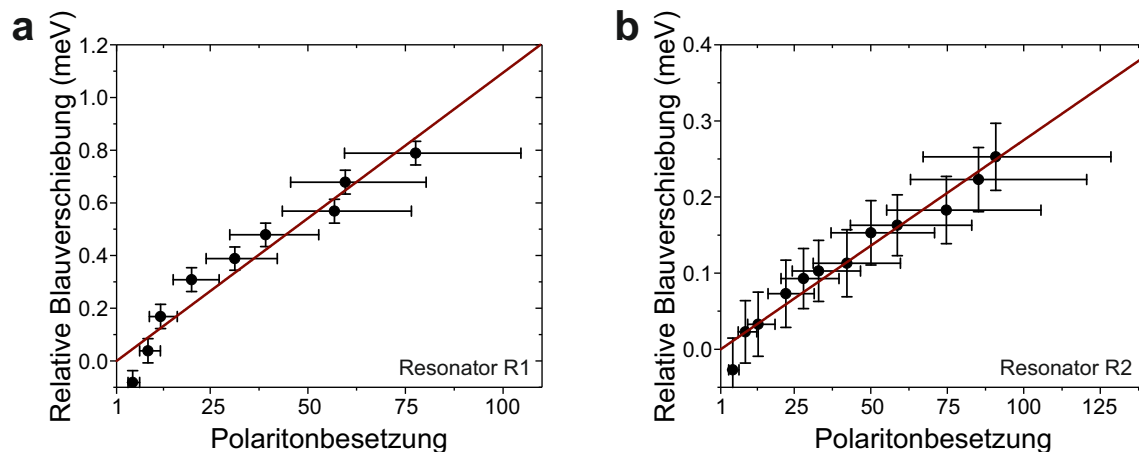 a
Relative Blauverschiebung (meV)
1.2
1.0
0.8
0.6
0.4
0.2
0.0
Resonator R1
1 25 50 75 100
Polaritonbesetzung
b
Relative Blauverschiebung (meV)
0.4
0.3
0.2
0.1
0.0
Resonator R2
1 25 50 75 100 125
Polaritonbesetzung